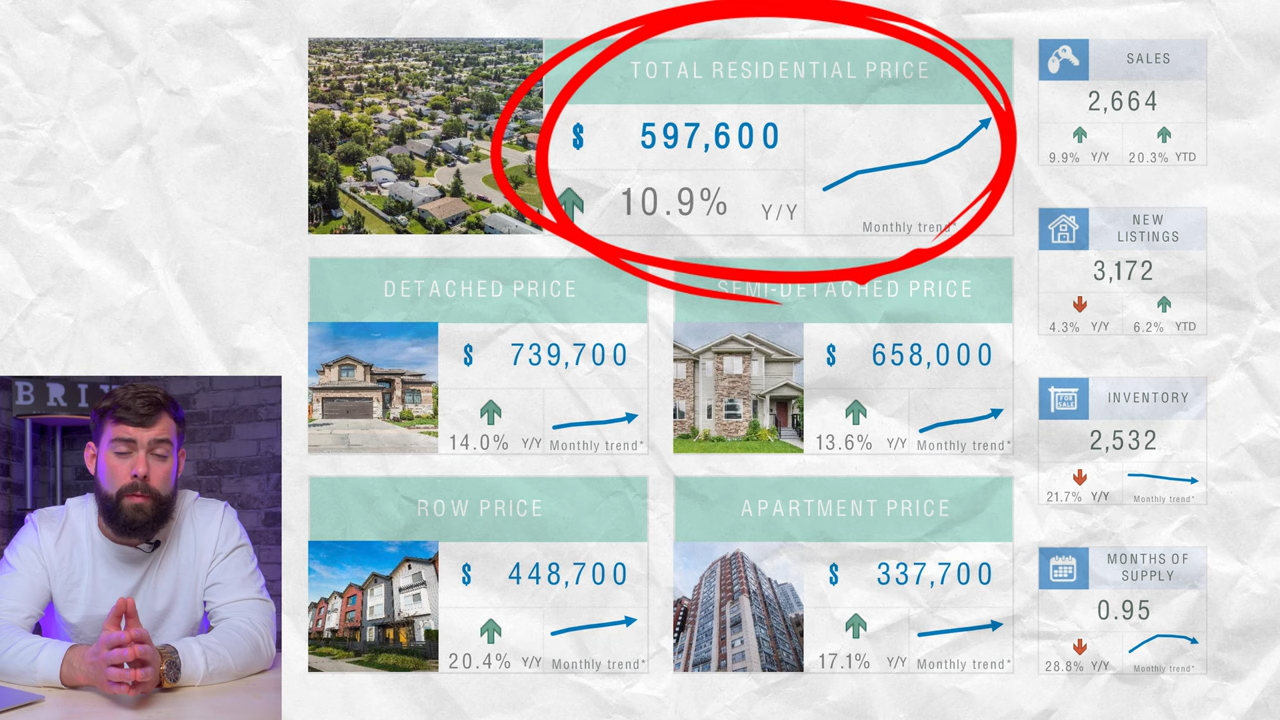 TOTAL RESIDENTIAL PRICE
$ 597,600
10.9% Y/Y
Monthly trend*
DETACHED PRICE
$ 739,700
14.0% Y/Y Monthly trend*
SEMI-DETACHED PRICE
$ 658,000
13.6% Y/Y Monthly trend*
ROW PRICE
$ 448,700
20.4% Y/Y Monthly trend*
APARTMENT PRICE
$ 337,700
17.1% Y/Y Monthly trend*
SALES
2,664
9.9% Y/Y 20.3% YTD
NEW
LISTINGS
3,172
4.3% Y/Y 6.2% YTD
FOR
SALE
INVENTORY
2,532
21.7% Y/Y Monthly trend*
MONTHS OF
SUPPLY
0.95
28.8% Y/Y Monthly trend*